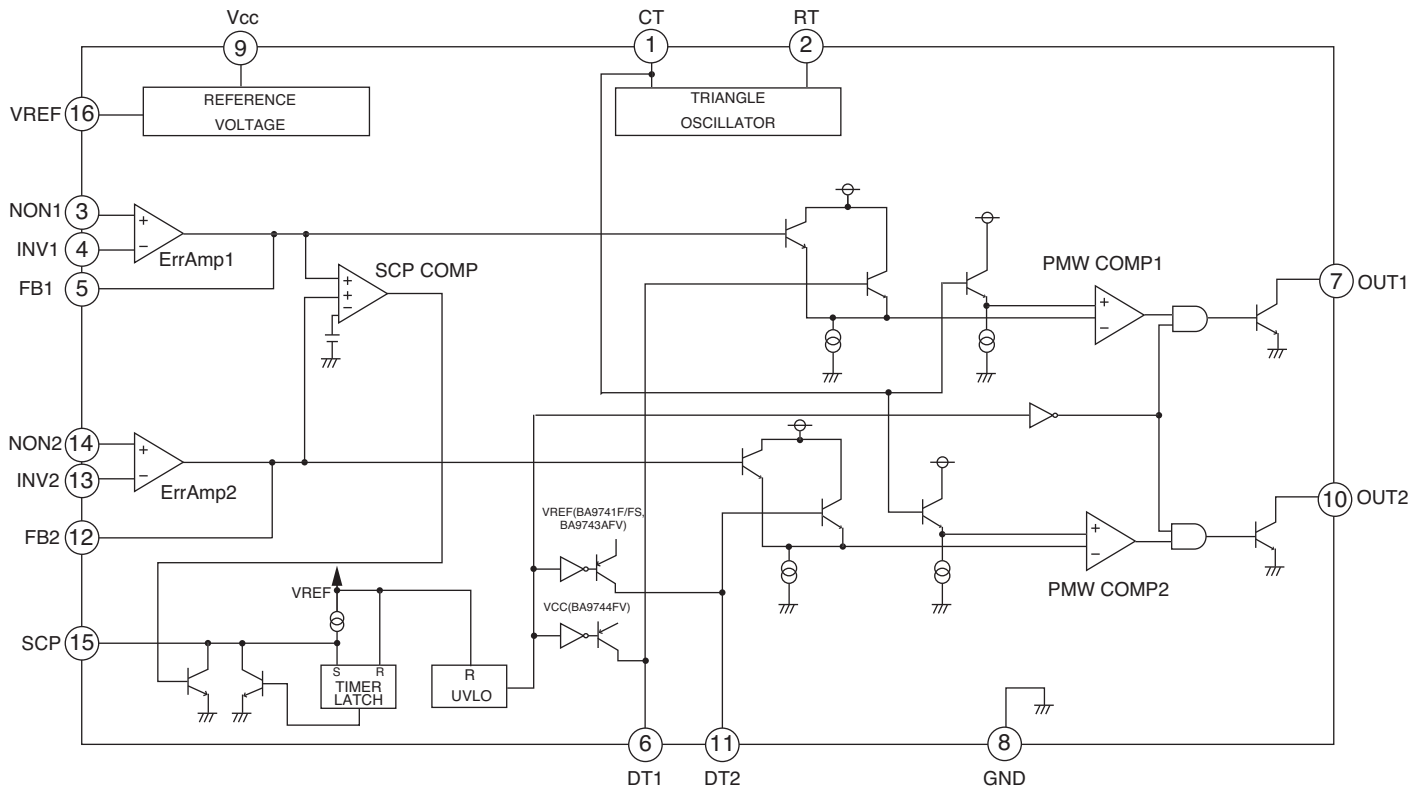 Vcc
CT
RT
9
1
2
REFERENCE
VOLTAGE
TRIANGLE
OSCILLATOR
VREF 16
NON1 3
+
INV1 4
−
ErrAmp1
FB1 5
SCP COMP
+
+
−
PMW COMP1
+
−
7 OUT1
NON2 14
+
INV2 13
−
ErrAmp2
FB2 12
10 OUT2
VREF(BA9741F/FS,
BA9743AFV)
+
−
PMW COMP2
VREF
VCC(BA9744FV)
SCP 15
S R
TIMER
LATCH
R
UVLO
6
11
8
DT1
DT2
GND